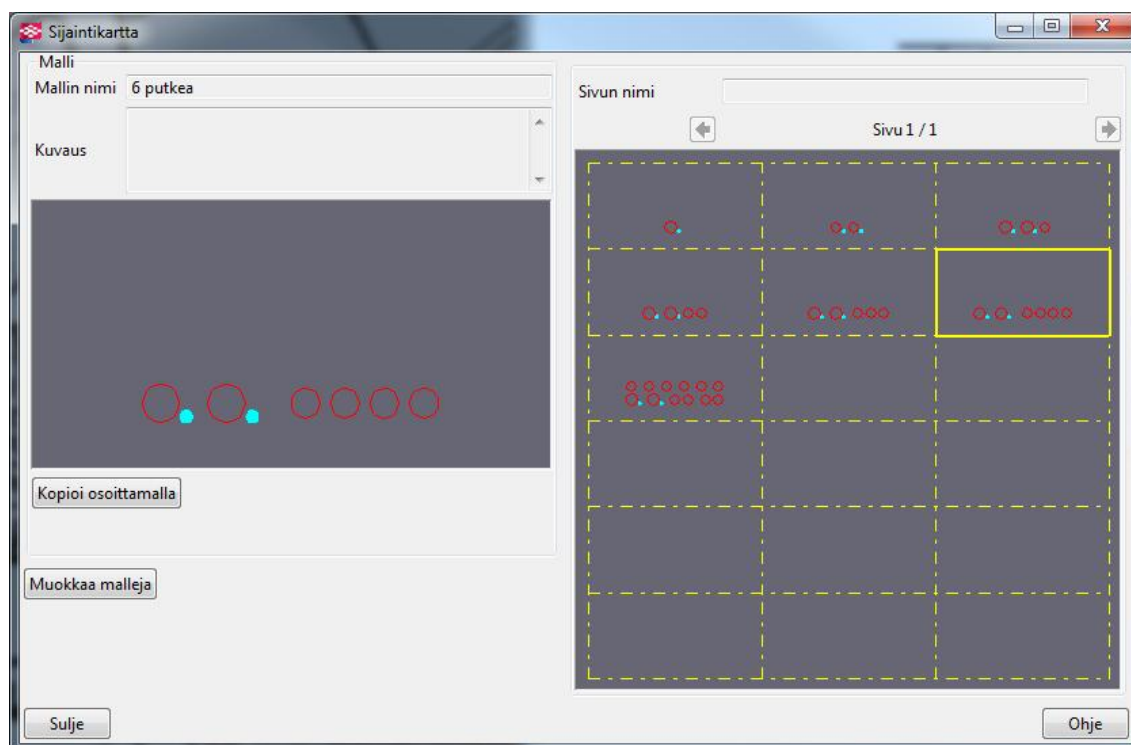 Sijaintikartta
Malli
Mallin nimi 6 putkea
Kuvaus
Kopioi osoittamalla
Muokkaa malleja
Sulje
Sivun nimi
Sivu 1 / 1
Ohje